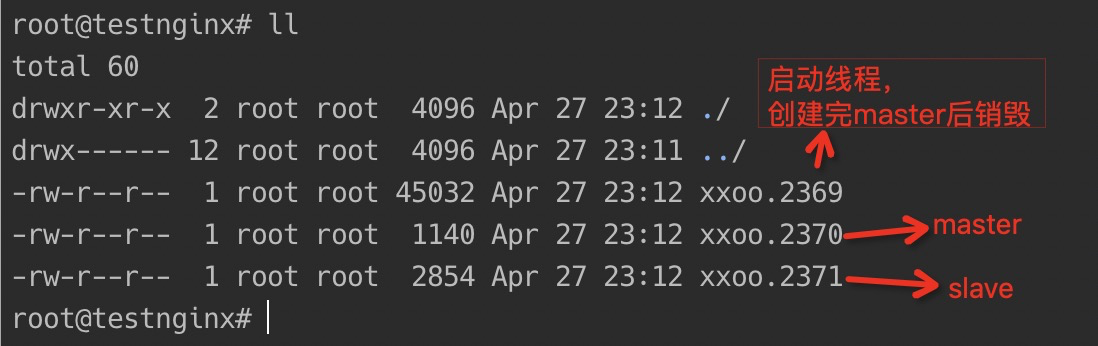 root@testnginx# ll
total 60
drwxr-xr-x  2 root root  4096 Apr 27 23:12 ./
drwx------ 12 root root  4096 Apr 27 23:11 ../
-rw-r--r--  1 root root 45032 Apr 27 23:12 xxoo.2369
-rw-r--r--  1 root root  1140 Apr 27 23:12 xxoo.2370
-rw-r--r--  1 root root  2854 Apr 27 23:12 xxoo.2371
root@testnginx#
启动线程，
创建完master后销毁
master
slave